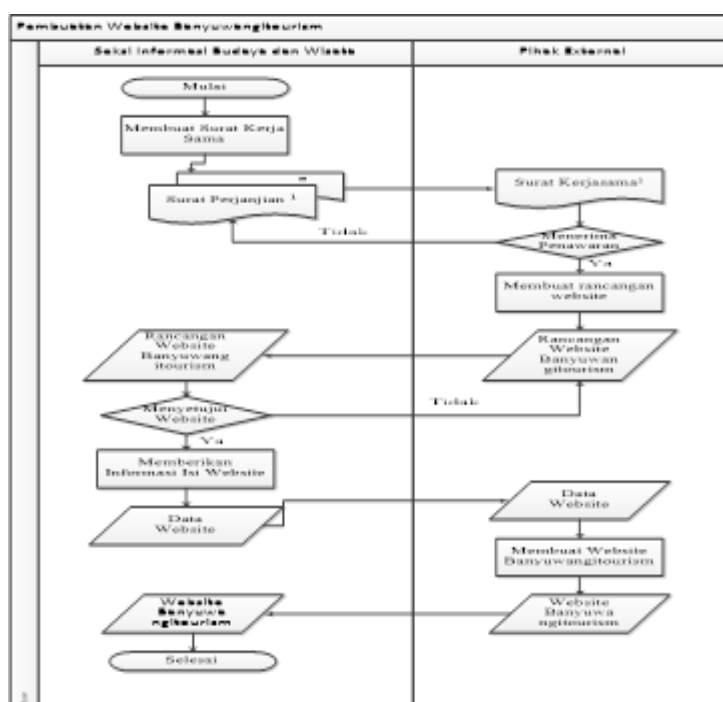 Pembuatan Website Banyuwangitourism
Seksi Informasi Budaya dan Wisata
Pihak External
Mulai
Membuat Surat Kerja
Sama
Surat Perjanjian 1
Surat Kerjasama
Tidak
Menerima
Penawaran
Ya
Membuat rancangan
website
Rancangan
Website
Banyuwang
itourism
Rancangan
Website
Banyuwan
gitourism
Menyetujui
Website
Tidak
Ya
Memberikan
Informasi Isi Website
Data
Website
Data
Website
Membuat Website
Banyuwangitourism
Website
Banyuwa
ngitourism
Website
Banyuwa
ngitourism
Selesai